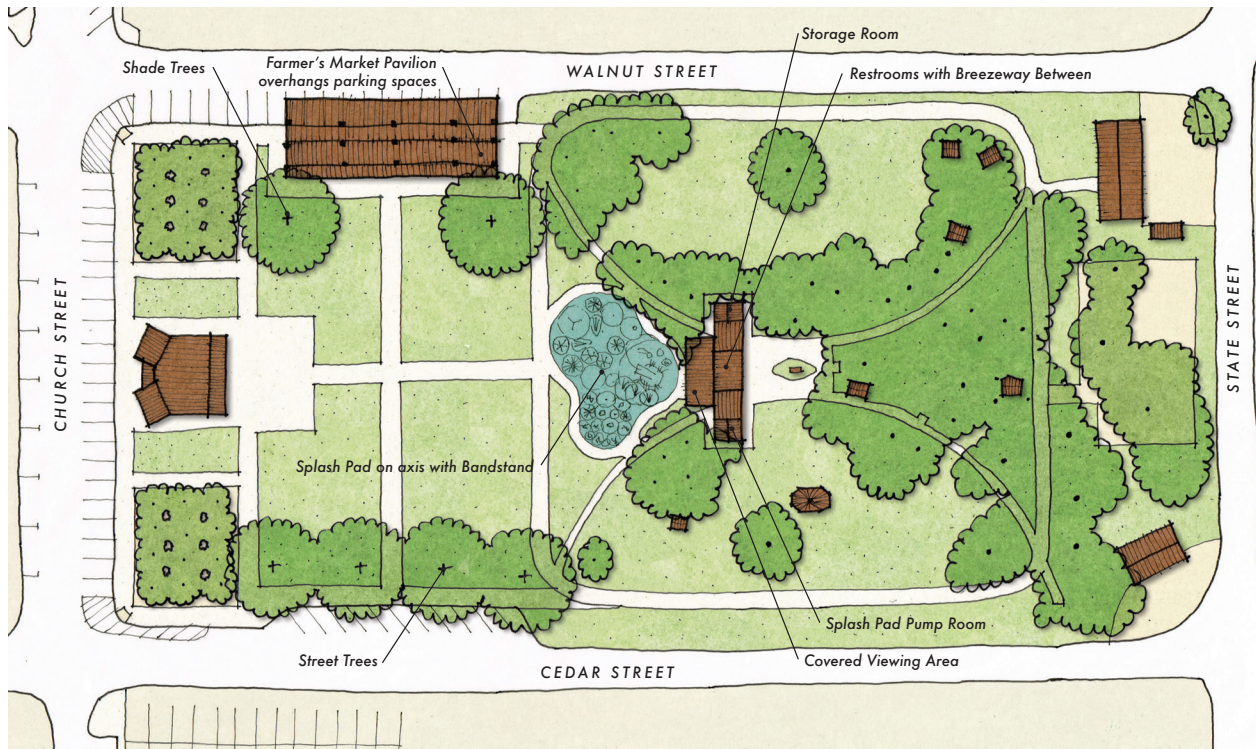 Storage Room
Shade Trees
Farmer's Market Pavilion
overhangs parking spaces
WALNUT STREET
Restrooms with Breezeway Between
CHURCH STREET
STATE STREET
Splash Pad on axis with Bandstand
Splash Pad Pump Room
Street Trees
Covered Viewing Area
CEDAR STREET